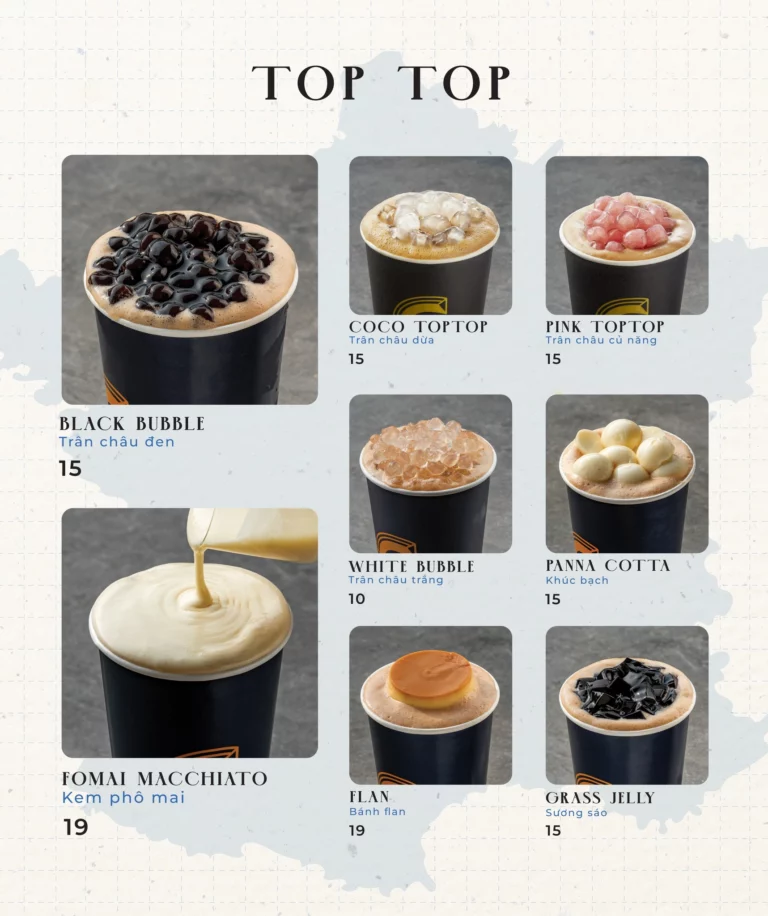 TOP TOP
BLACK BUBBLE
Trân châu đen
15
COCO TOPTOP
Trân châu dừa
15
PINK TOPTOP
Trân châu củ năng
15
WHITE BUBBLE
Trân châu trắng
10
PANNA COTTA
Khúc bạch
15
FOMAI MACCHIATO
Kem phô mai
19
FLAN
Bánh flan
19
GRASS JELLY
Sương sáo
15